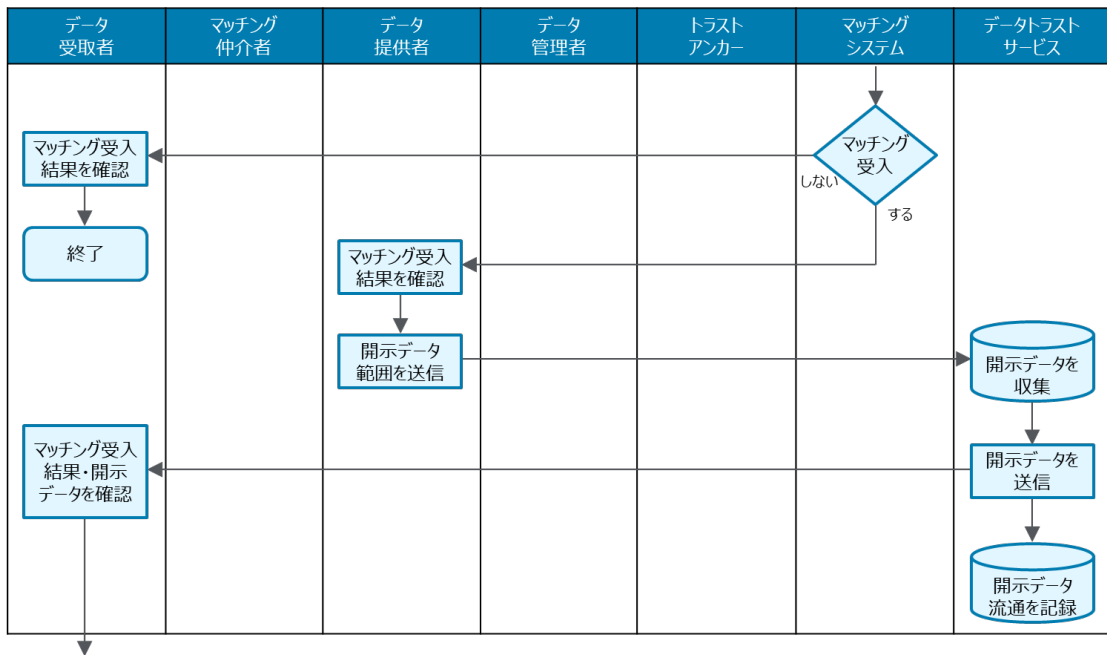 データ
受取者
マッチング
仲介者
データ
提供者
データ
管理者
トラスト
アンカー
マッチング
システム
データトラスト
サービス
マッチング受入
結果を確認
マッチング
受入
しない
する
終了
マッチング受入
結果を確認
開示データ
範囲を送信
開示データを
収集
マッチング受入
結果・開示
データを確認
開示データを
送信
開示データ
流通を記録